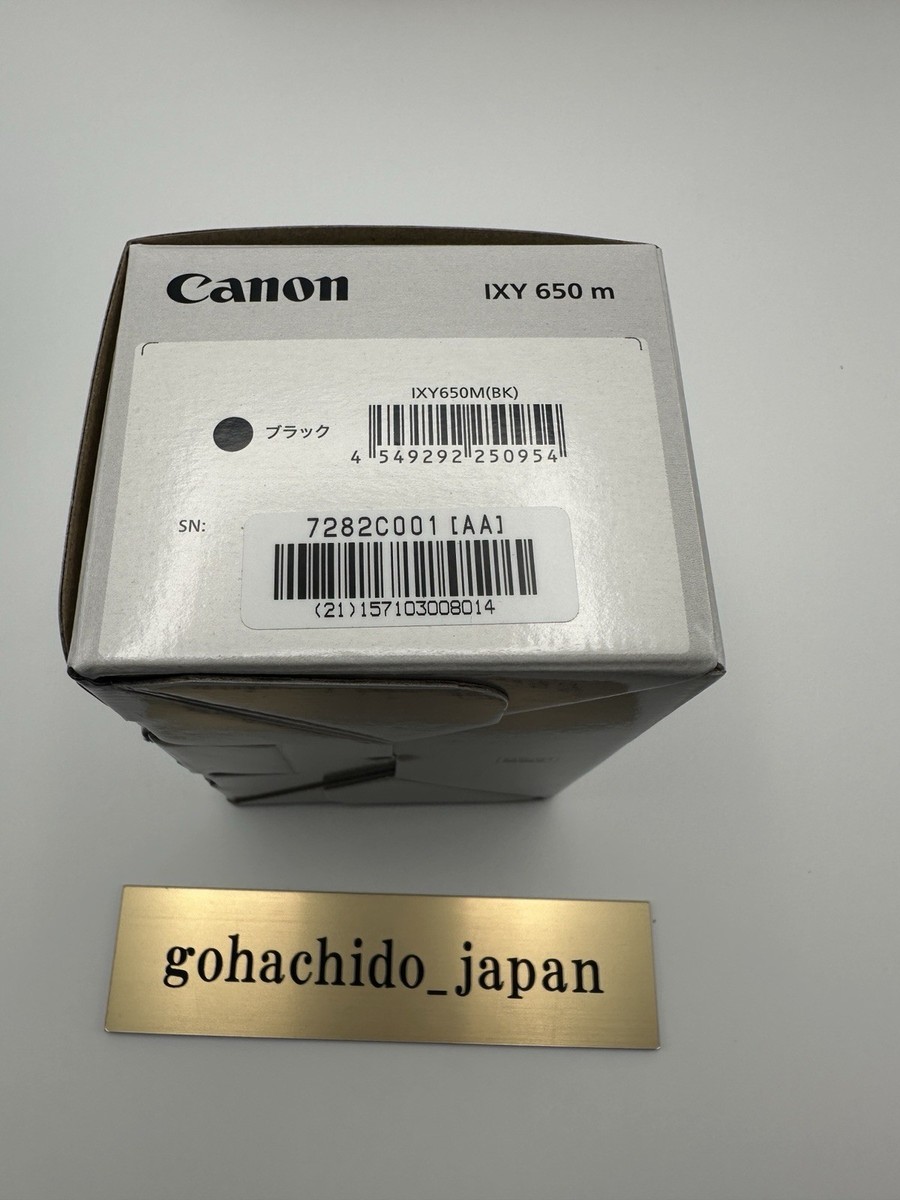 Canon
IXY 650 m
IXY650M(BK)
ブラック
4 549292 250954
SN:
7282C001 [AA]
(21)157103008014
gohachido_japan